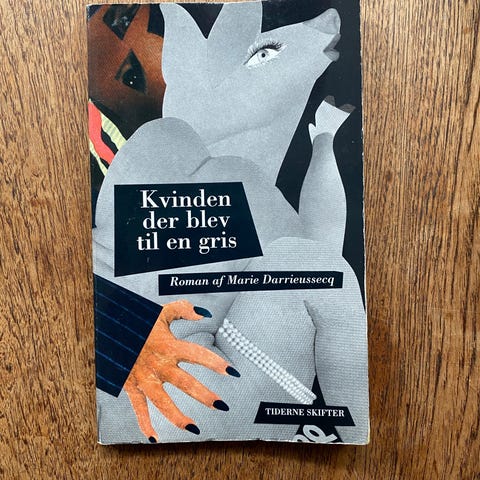 Kvinden
der blev
til en gris
Roman af Marie Darrieussecq
TIDERNE SKIFTER